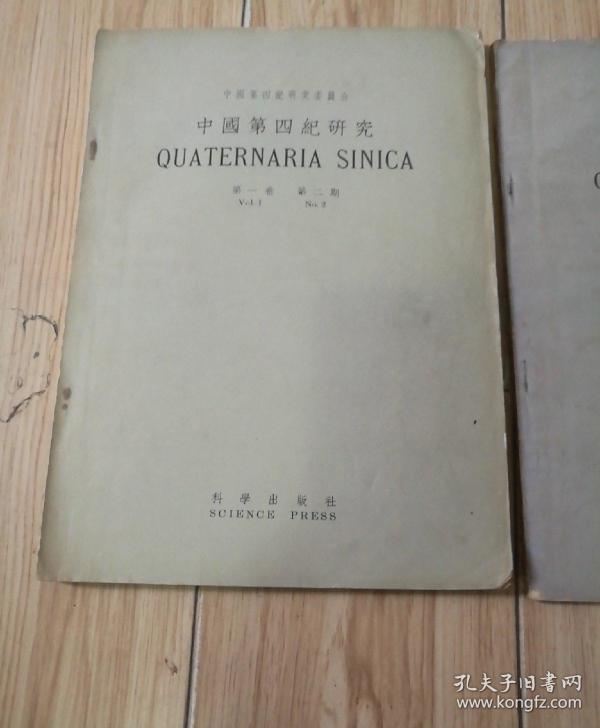 中國第四紀研究委員會
中國第四紀研究
QUATERNARIA SINICA
第一卷 第二期
Vol. 1 No. 2
科學出版社
SCIENCE PRESS
孔夫子旧书网
www.kongfz.com